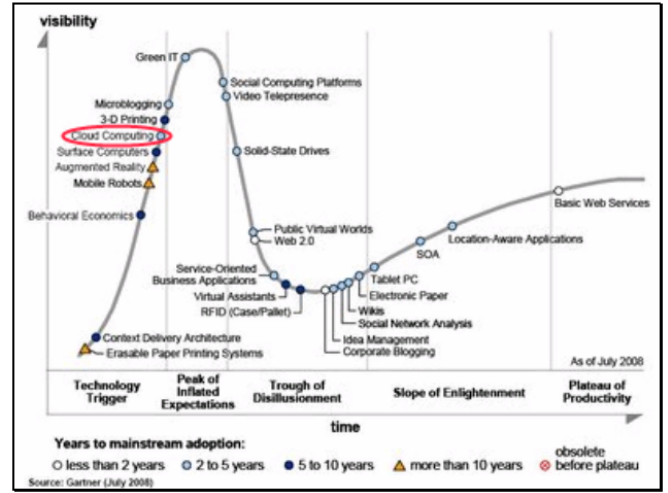 visibility
Green IT
Social Computing Platforms
Video Telepresence
Microblogging
3-D Printing
Cloud Computing
Surface Computers
Augmented Reality
Mobile Robots
Solid-State Drives
Behavioral Economics
Basic Web Services
Public Virtual Worlds
Web 2.0
Location-Aware Applications
SOA
Service-Oriented
Business Applications
Tablet PC
Virtual Assistants
Electronic Paper
RFID (Case/Pallet)
Wikis
Social Network Analysis
Context Delivery Architecture
Idea Management
Erasable Paper Printing Systems
Corporate Blogging
As of July 2008
Technology
Trigger
Peak of
Inflated
Expectations
Trough of
Disillusionment
Slope of Enlightenment
Plateau of
Productivity
time
Years to mainstream adoption:
less than 2 years
2 to 5 years
5 to 10 years
more than 10 years
obsolete
before plateau
Source: Gartner (July 2008)